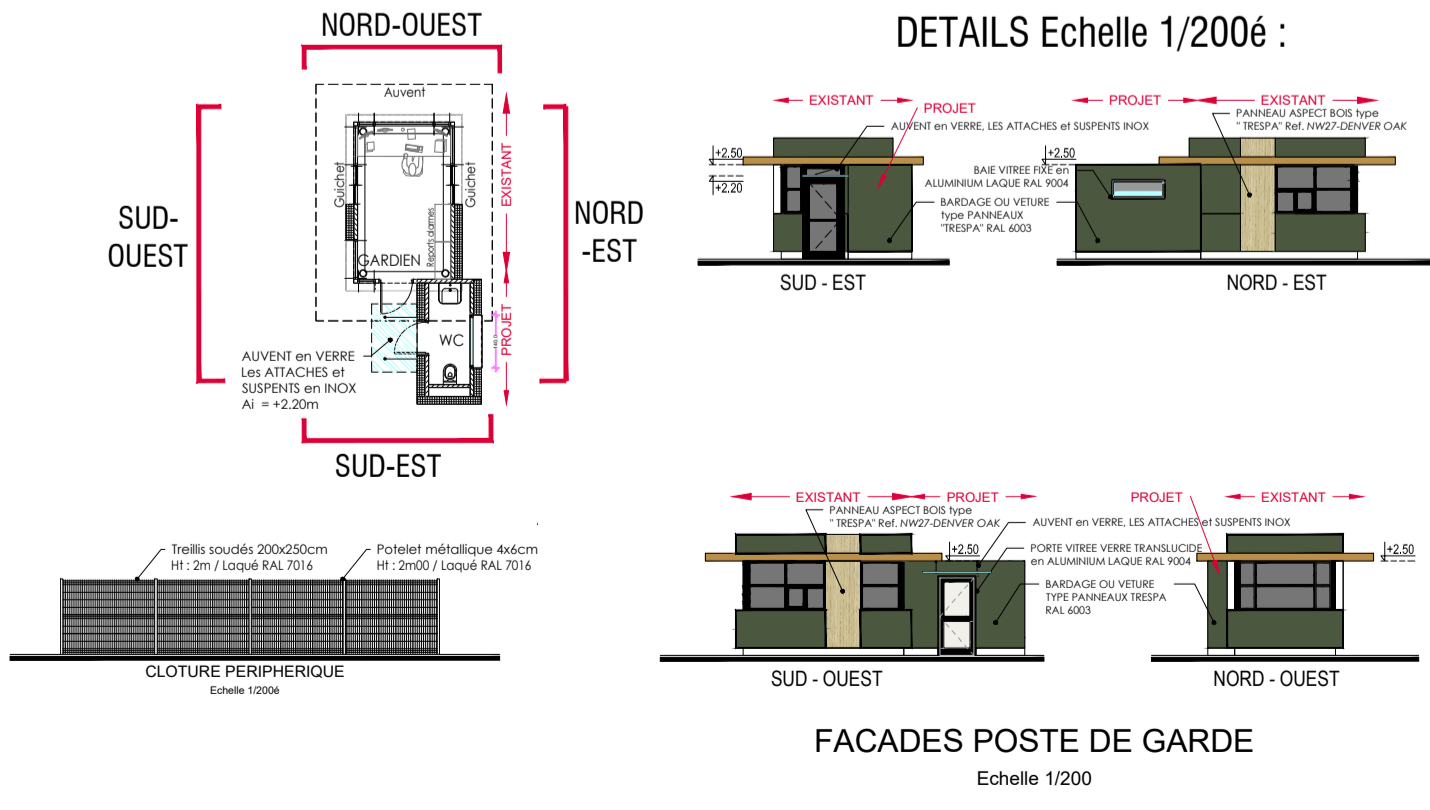 NORD-OUEST
Auvent
Guichet
Guichet
EXISTANT
SUD-
OUEST
NORD
-EST
Reports alarmes
GARDIEN
WC
PROJET
AUVENT en VERRE
Les ATTACHES et
SUSPENTS en INOX
Ai = +2.20m
SUD-EST
DETAILS Echelle 1/200é :
EXISTANT
PROJET
AUVENT en VERRE, LES ATTACHES et SUSPENTS INOX
+2.50
+2.20
BAIE VITREE FIXE en
ALUMINIUM LAQUE RAL 9004
BARDAGE OU VETURE
type PANNEAUX
"TRESPA" RAL 6003
SUD - EST
PROJET
EXISTANT
PANNEAU ASPECT BOIS type
" TRESPA" Ref. NW27-DENVER OAK
+2.50
NORD - EST
Treillis soudés 200x250cm
Ht : 2m / Laqué RAL 7016
Potelet métallique 4x6cm
Ht : 2m00 / Laqué RAL 7016
CLOTURE PERIPHERIQUE
Echelle 1/200é
EXISTANT
PROJET
PANNEAU ASPECT BOIS type
" TRESPA" Ref. NW27-DENVER OAK
AUVENT en VERRE, LES ATTACHES et SUSPENTS INOX
+2.50
PORTE VITREE VERRE TRANSLUCIDE
en ALUMINIUM LAQUE RAL 9004
BARDAGE OU VETURE
TYPE PANNEAUX TRESPA
RAL 6003
SUD - OUEST
PROJET
EXISTANT
+2.50
NORD - OUEST
FACADES POSTE DE GARDE
Echelle 1/200